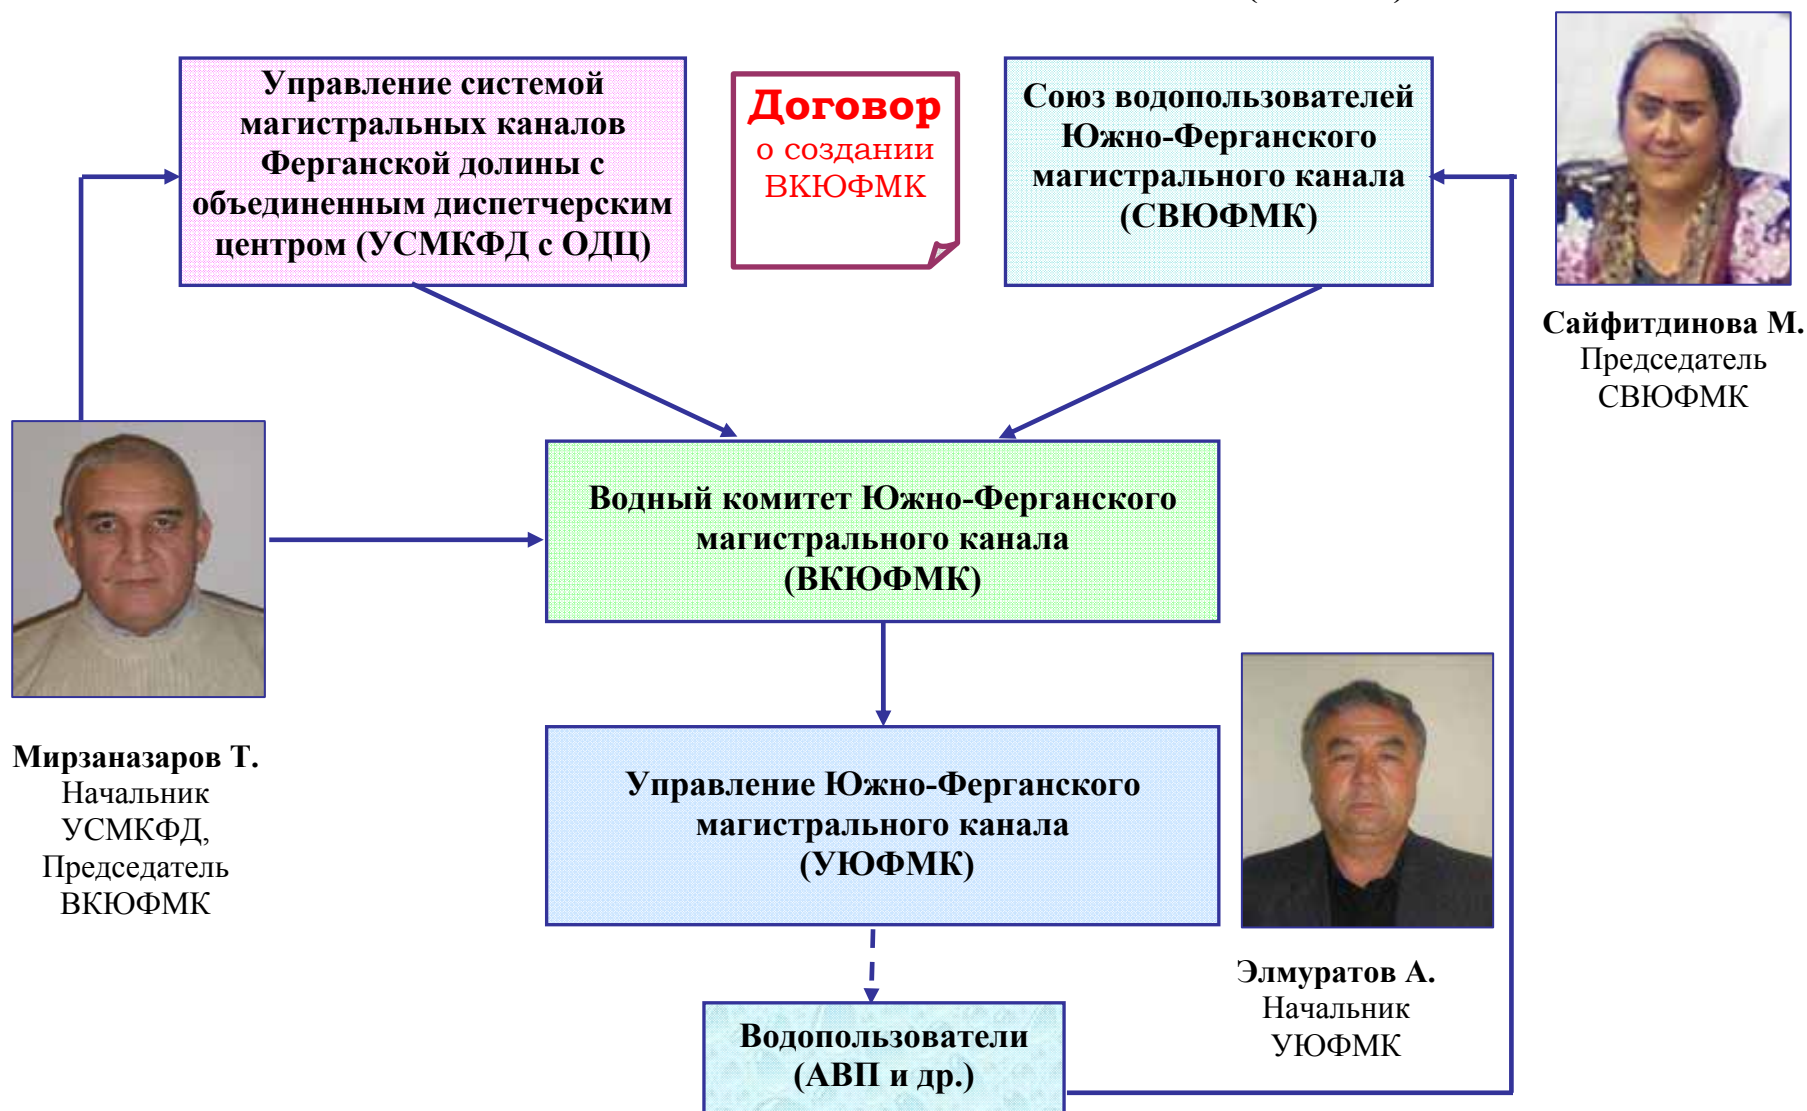 Управление системой
магистральных каналов
Ферганской долины с
объединенным диспетчерским
центром (УСМКФД с ОДЦ)
Договор
о создании
ВКЮФМК
Союз водопользователей
Южно-Ферганского
магистрального канала
(СВЮФМК)
Сайфитдинова М.
Председатель
СВЮФМК
Водный комитет Южно-Ферганского
магистрального канала
(ВКЮФМК)
Мирзаназаров Т.
Начальник
УСМКФД,
Председатель
ВКЮФМК
Управление Южно-Ферганского
магистрального канала
(УЮФМК)
Элмуратов А.
Начальник
УЮФМК
Водопользователи
(АВП и др.)